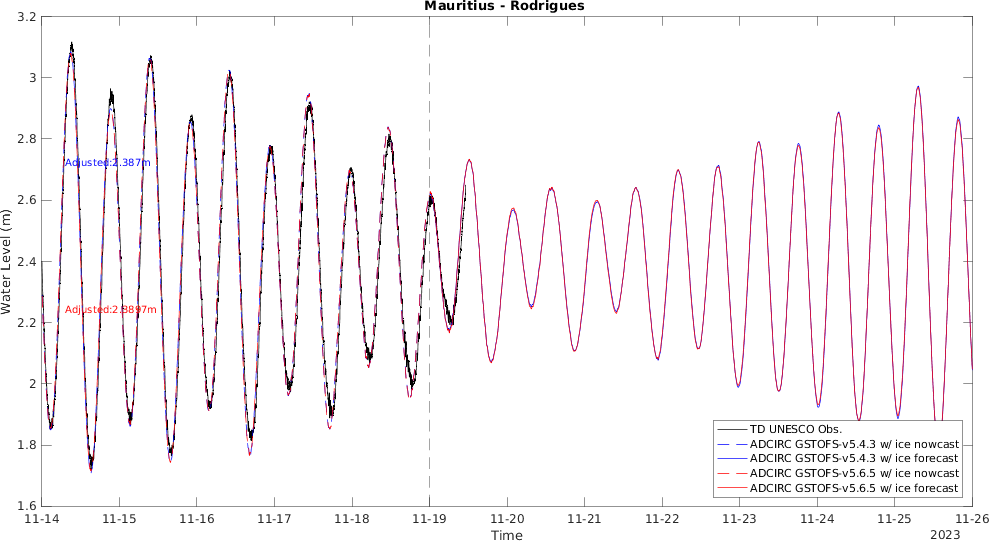 Mauritius - Rodrigues
3.2
3
2.8
2.6
2.4
2.2
2
1.8
1.6
Water Level (m)
Adjusted:2.387m
Adjusted:2.3897m
TD UNESCO Obs.
ADCIRC GSTOFS-v5.4.3 w/ ice nowcast
ADCIRC GSTOFS-v5.4.3 w/ ice forecast
ADCIRC GSTOFS-v5.6.5 w/ ice nowcast
ADCIRC GSTOFS-v5.6.5 w/ ice forecast
11-14 11-15 11-16 11-17 11-18 11-19 11-20 11-21 11-22 11-23 11-24 11-25 11-26
Time
2023